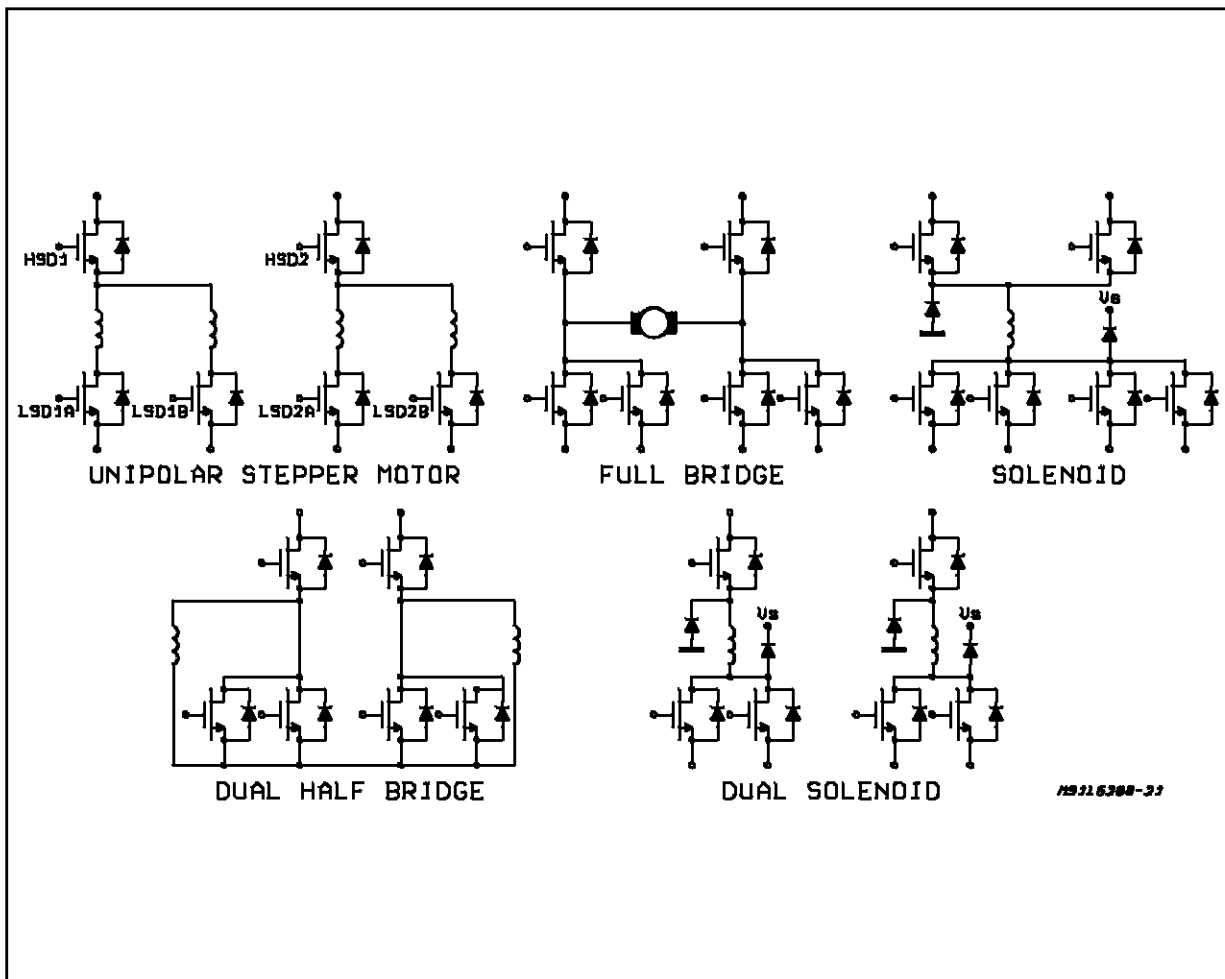 HSD1
HSD2
Vs
LSD1A
LSD1B
LSD2A
LSD2B
UNIPOLAR STEPPER MOTOR
FULL BRIDGE
SOLENOID
Vs
Vs
DUAL HALF BRIDGE
DUAL SOLENOID